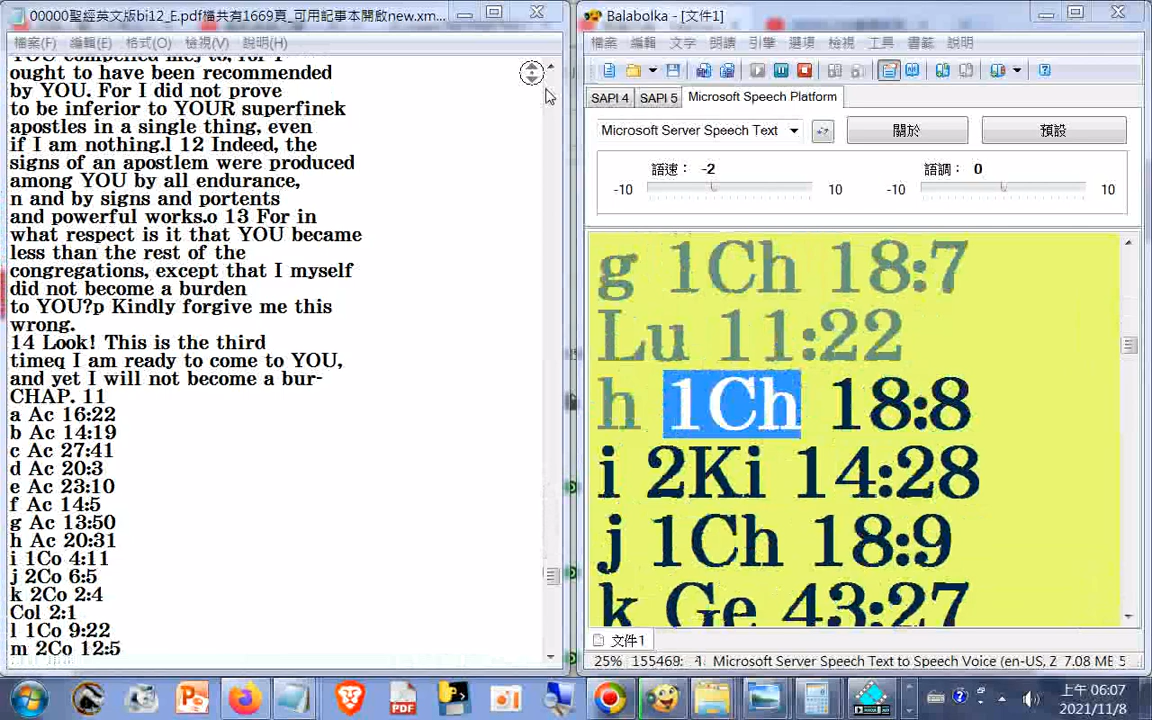 00000聖經英文版bi12_E.pdf檔共有1669頁_可用記事本開啟new.xm...
檔案(F) 編輯(E) 格式(O) 檢視(V) 說明(H)
ought to have been recommended
by YOU. For I did not prove
to be inferior to YOUR superfinek
apostles in a single thing, even
if I am nothing.l 12 Indeed, the
signs of an apostlem were produced
among YOU by all endurance,
n and by signs and portents
and powerful works.o 13 For in
what respect is it that YOU became
less than the rest of the
congregations, except that I myself
did not become a burden
to YOU?p Kindly forgive me this
wrong.
14 Look! This is the third
timeq I am ready to come to YOU,
and yet I will not become a bur-
CHAP. 11
a Ac 16:22
b Ac 14:19
c Ac 27:41
d Ac 20:3
e Ac 23:10
f Ac 14:5
g Ac 13:50
h Ac 20:31
i 1Co 4:11
j 2Co 6:5
k 2Co 2:4
Col 2:1
l 1Co 9:22
m 2Co 12:5
Balabolka - [文件1]
檔案 編輯 文字 朗讀 引擎 選項 檢視 工具 書籤 說明
SAPI 4 SAPI 5 Microsoft Speech Platform
Microsoft Server Speech Text 關於 預設
語速: -2 語調: 0
-10 10 -10 10
g 1Ch 18:7
Lu 11:22
h 1Ch 18:8
i 2Ki 14:28
j 1Ch 18:9
k Ge 43:27
文件1
25% 155469: Microsoft Server Speech Text to Speech Voice (en-US, 2 7.08 MB 5
PDF
上午 06:07
2021/11/8